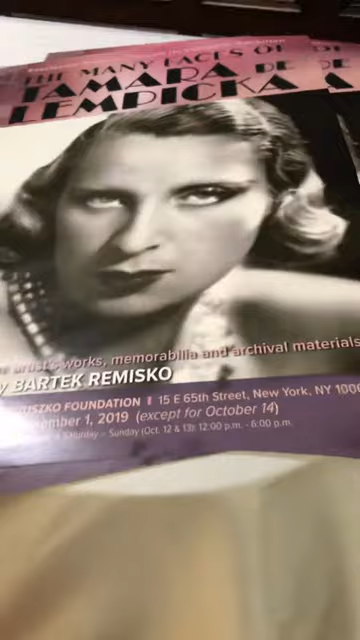 THE MANY FACES OF
TAMARA DE
LEMPICKA
artist's works, memorabilia and archival materials
BARTEK REMISKO
FOUNDATION 15 E 65th Street, New York, NY
1, 2019 (except for October 14)
Saturday - Sunday (Oct. 12 & 13: 12:00 p.m. - 6:00 p.m.